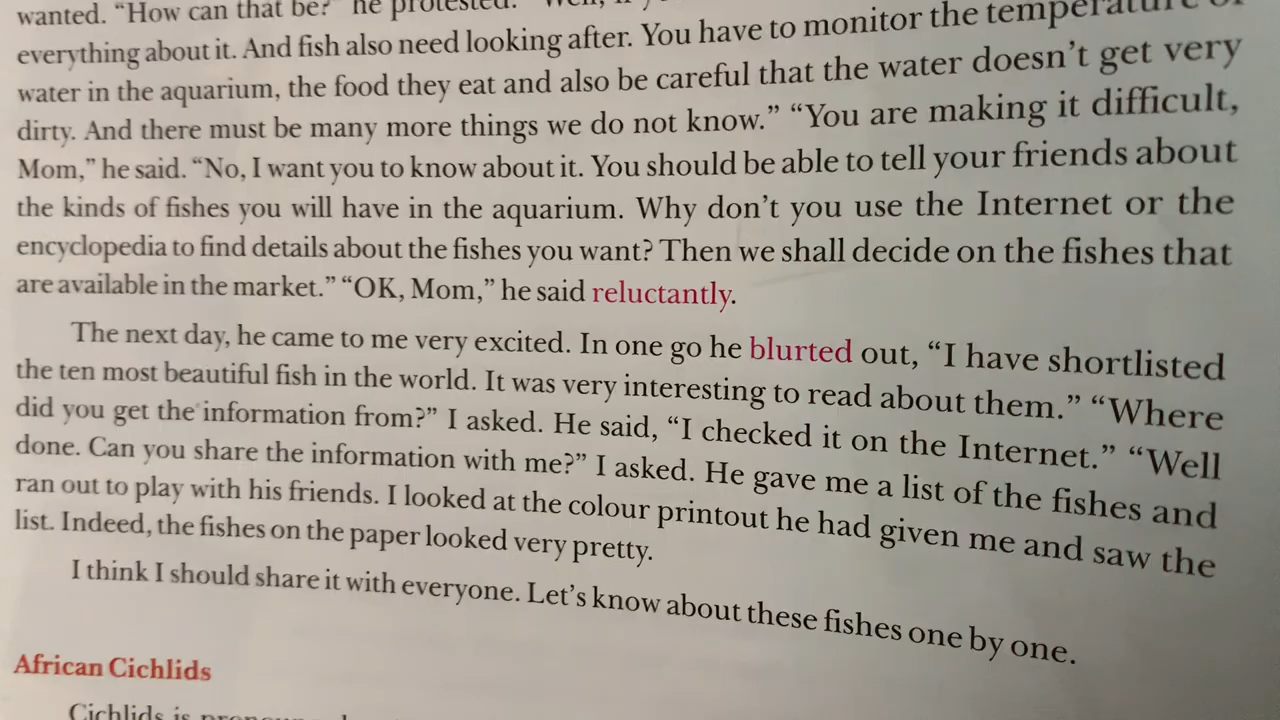 wanted. “How can that be?” he protested. “Well, if
everything about it. And fish also need looking after. You have to monitor the temperature of
water in the aquarium, the food they eat and also be careful that the water doesn’t get very
dirty. And there must be many more things we do not know.” “You are making it difficult,
Mom,” he said. “No, I want you to know about it. You should be able to tell your friends about
the kinds of fishes you will have in the aquarium. Why don’t you use the Internet or the
encyclopedia to find details about the fishes you want? Then we shall decide on the fishes that
are available in the market.” “OK, Mom,” he said reluctantly.
The next day, he came to me very excited. In one go he blurted out, “I have shortlisted
the ten most beautiful fish in the world. It was very interesting to read about them.” “Where
did you get the information from?” I asked. He said, “I checked it on the Internet.” “Well
done. Can you share the information with me?” I asked. He gave me a list of the fishes and
ran out to play with his friends. I looked at the colour printout he had given me and saw the
list. Indeed, the fishes on the paper looked very pretty.
I think I should share it with everyone. Let’s know about these fishes one by one.
African Cichlids
Cichlids is